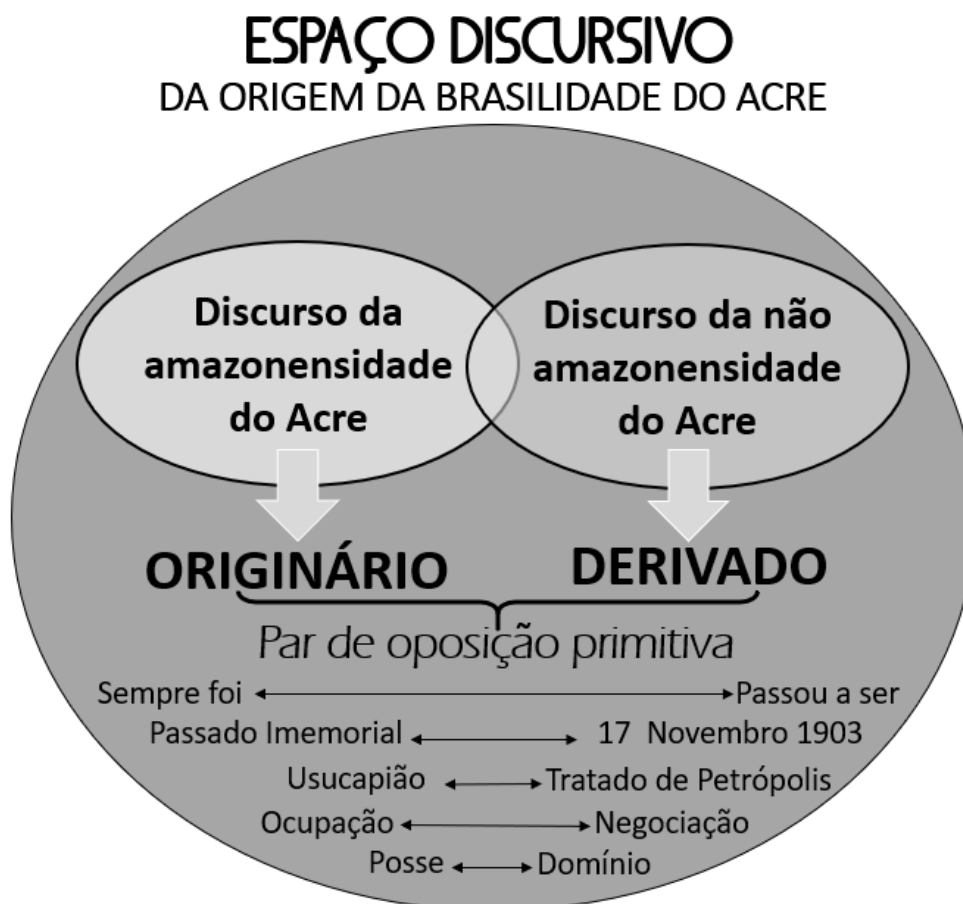 ESPAÇO DISCURSIVO
DA ORIGEM DA BRASILIDADE DO ACRE
Discurso da
amazonensidade
do Acre
Discurso da não
amazonensidade
do Acre
ORIGINÁRIO
DERIVADO
Par de oposição primitiva
Sempre foi Passou a ser
Passado Imemorial 17 Novembro 1903
Usucapião Tratado de Petrópolis
Ocupação Negociação
Posse Domínio